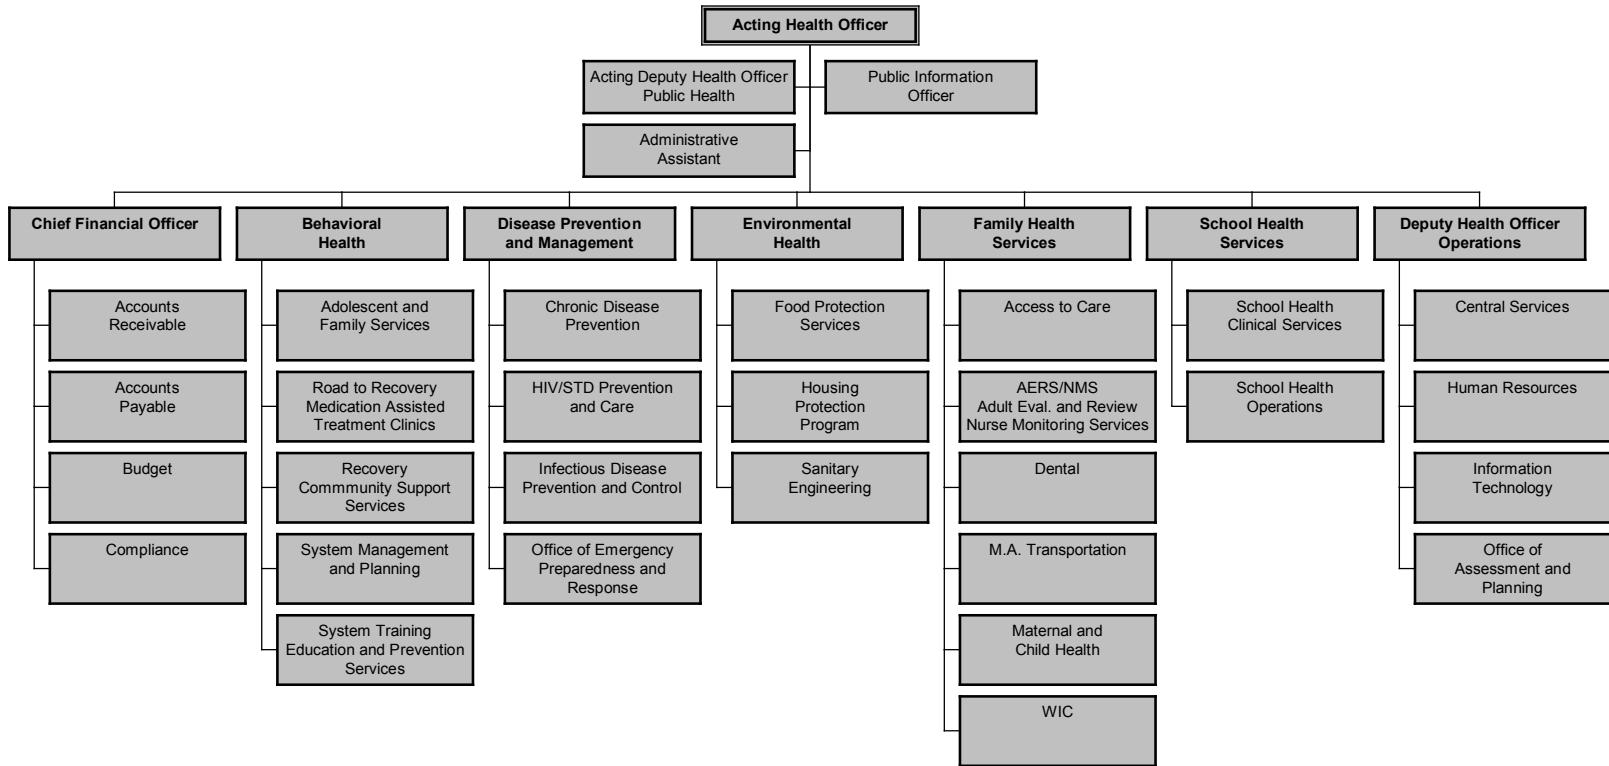 Acting Health Officer
Acting Deputy Health Officer
Public Health
Public Information
Officer
Administrative
Assistant
Chief Financial Officer
Accounts
Receivable
Accounts
Payable
Budget
Compliance
Behavioral
Health
Adolescent and
Family Services
Road to Recovery
Medication Assisted
Treatment Clinics
Recovery
Commmunity Support
Services
System Management
and Planning
System Training
Education and Prevention
Services
Disease Prevention
and Management
Chronic Disease
Prevention
HIV/STD Prevention
and Care
Infectious Disease
Prevention and Control
Office of Emergency
Preparedness and
Response
Environmental
Health
Food Protection
Services
Housing
Protection
Program
Sanitary
Engineering
Family Health
Services
Access to Care
AERS/NMS
Adult Eval. and Review
Nurse Monitoring Services
Dental
M.A. Transportation
Maternal and
Child Health
WIC
School Health
Services
School Health
Clinical Services
School Health
Operations
Deputy Health Officer
Operations
Central Services
Human Resources
Information
Technology
Office of
Assessment and
Planning